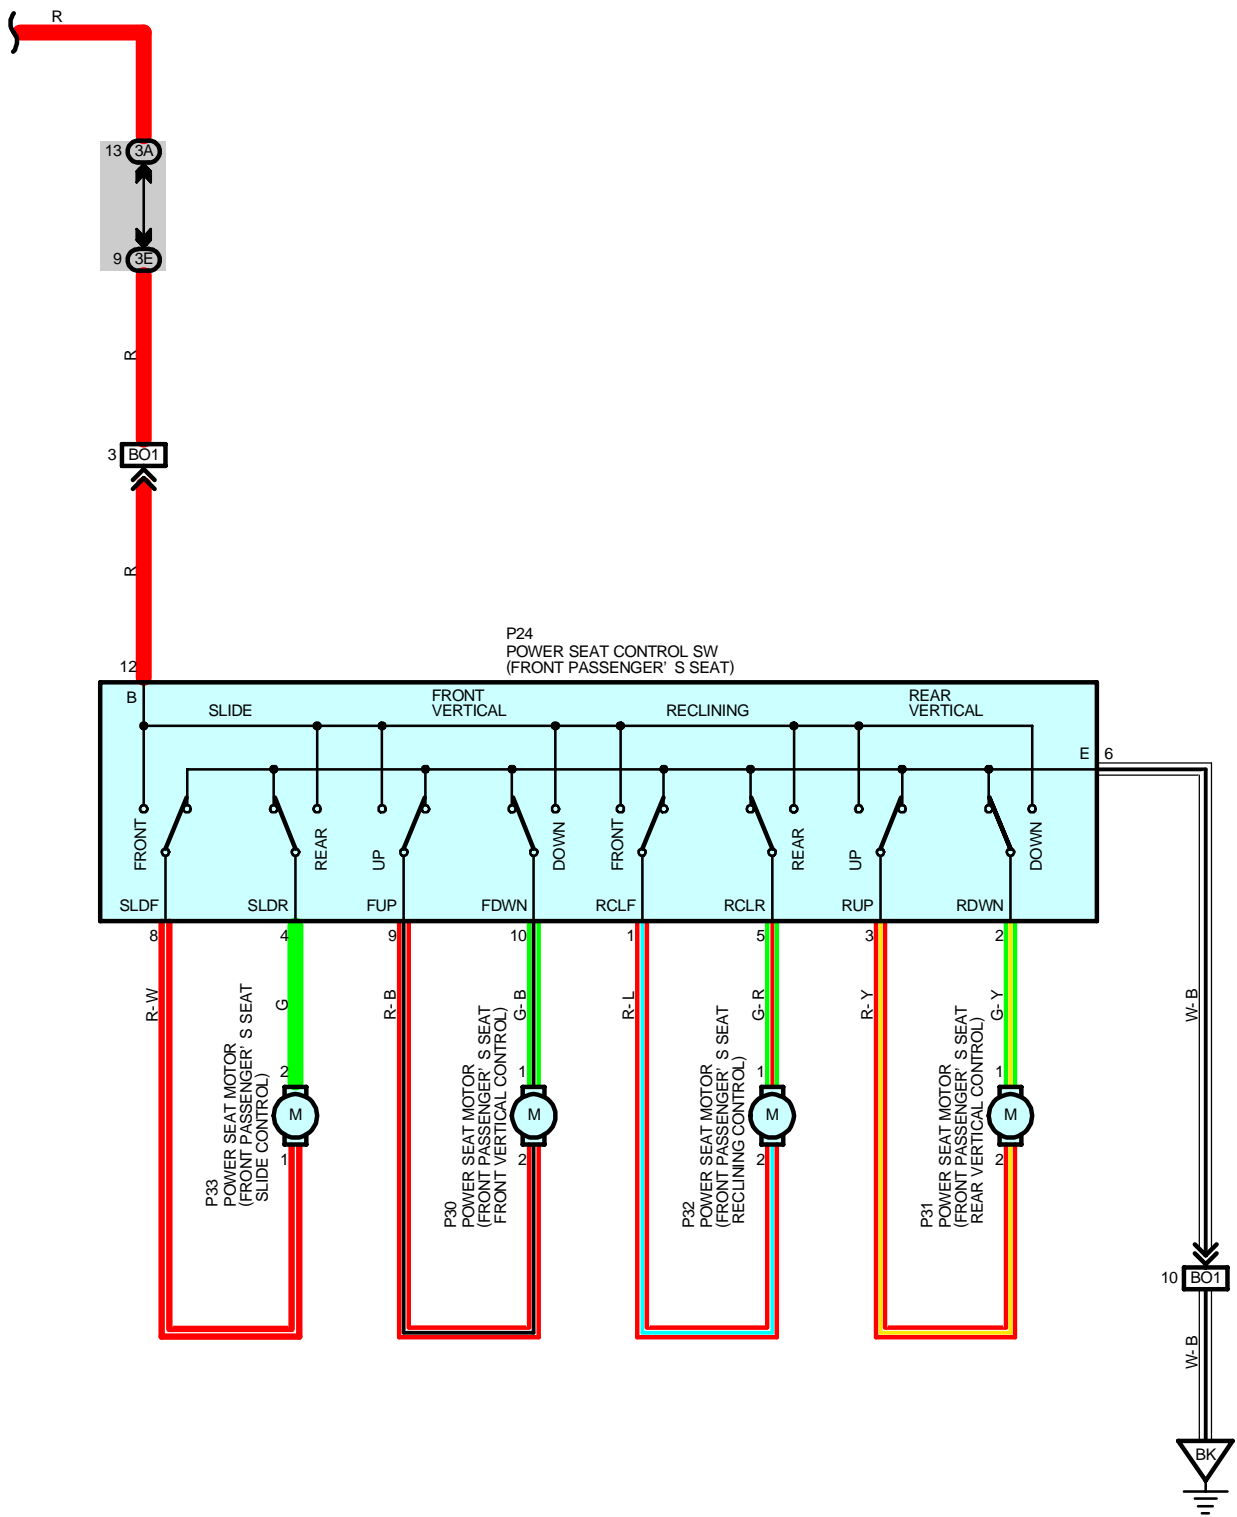 R
13 3A
9 3E
R
3 BO1
R
P24
POWER SEAT CONTROL SW
(FRONT PASSENGER' S SEAT)
12
B
SLIDE
FRONT
VERTICAL
RECLINING
REAR
VERTICAL
E 6
FRONT
REAR
UP
DOWN
FRONT
REAR
UP
DOWN
SLDF SLDR FUP FDWN RCLF RCLR RUP RDWN
8 4 9 10 1 5 3 2
R- W
G
R- B
G- B
R- L
G- R
R- Y
G- Y
W- B
2 1 1 1
M M M M
1 2 2 2
P33
POWER SEAT MOTOR
(FRONT PASSENGER' S SEAT
SLIDE CONTROL)
P30
POWER SEAT MOTOR
(FRONT PASSENGER' S SEAT
FRONT VERTICAL CONTROL)
P32
POWER SEAT MOTOR
(FRONT PASSENGER' S SEAT
RECLINING CONTROL)
P31
POWER SEAT MOTOR
(FRONT PASSENGER' S SEAT
REAR VERTICAL CONTROL)
10 BO1
W- B
BK